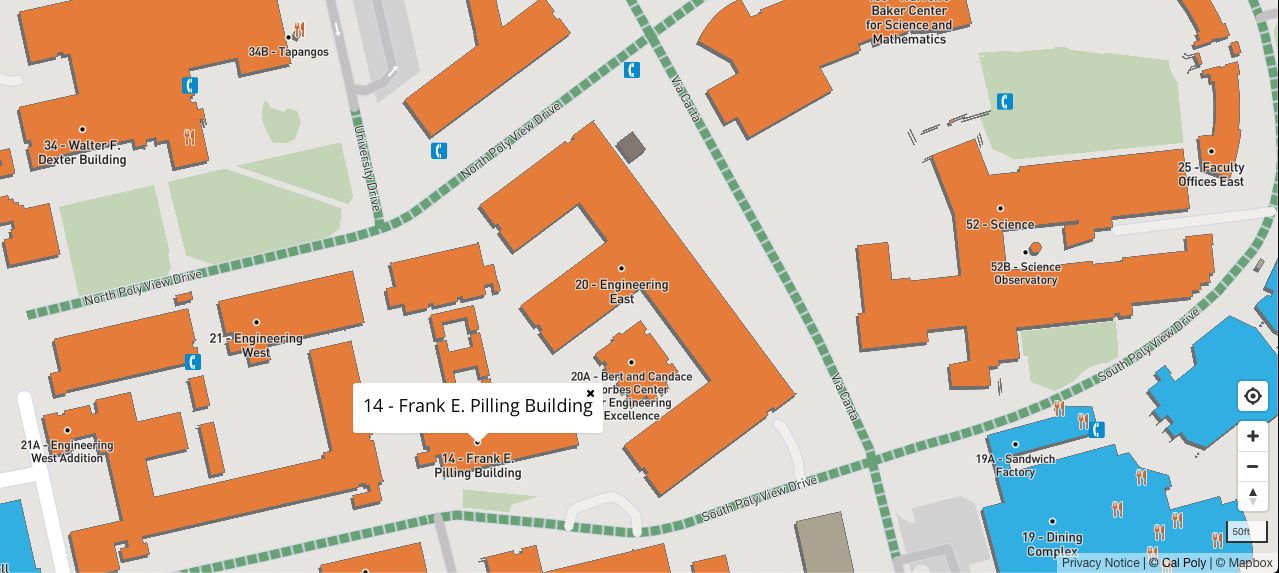 Baker Center
for Science and
Mathematics
34B - Tapangos
34 - Walter F.
Dexter Building
University Drive
North Poly View Drive
Via Carta
25 - Faculty
Offices East
52 - Science
52B - Science
Observatory
North Poly View Drive
20 - Engineering
East
21 - Engineering
West
20A - Bert and Candace
Forbes Center
Engineering
Excellence
14 - Frank E. Pilling Building
×
Via Carta
South Poly View Drive
21A - Engineering
West Addition
14 - Frank E.
Pilling Building
19A - Sandwich
Factory
South Poly View Drive
19 - Dining
Complex
+
−
50ft
Privacy Notice | © Cal Poly | © Mapbox